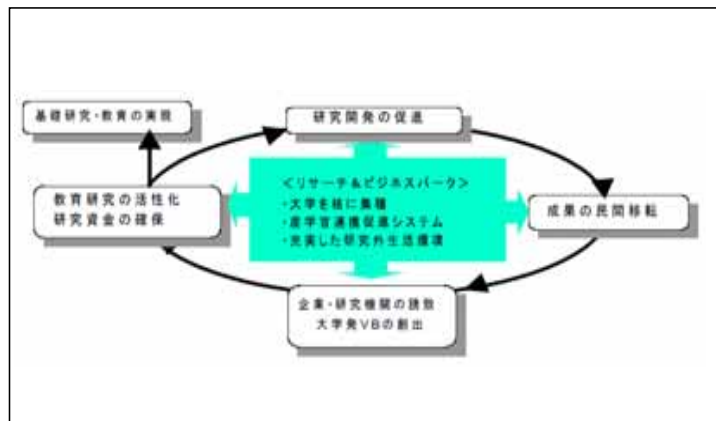 基礎研究・教育の実現
研究開発の促進
教育研究の活性化
研究資金の確保
＜リサーチ＆ビジネスパーク＞
・大学を核に集積
・産学官連携促進システム
・充実した研究外生活環境
成果の民間移転
企業・研究機関の誘致
大学発VBの創出